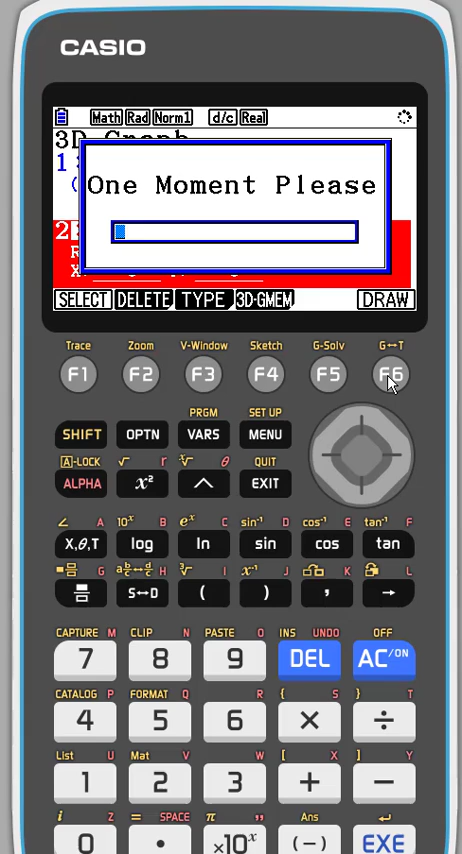 CASIO
Math Rad Norm1 d/c Real
3D Graph
1
One Moment Please
2
SELECT DELETE TYPE 3D·GMEM DRAW
Trace Zoom V-Window Sketch G-Solv G↔T
F1 F2 F3 F4 F5 F6
PRGM SET UP
SHIFT OPTN VARS MENU
A-LOCK √ r ˣ√ θ QUIT
ALPHA x² ^ EXIT
∠ A 10ˣ B eˣ C sin⁻¹ D cos⁻¹ E tan⁻¹ F
X,θ,T log ln sin cos tan
G H ³√ I x⁻¹ J K L
S↔D ( ) , →
CAPTURE M CLIP N PASTE O INS UNDO OFF
7 8 9 DEL AC/ON
CATALOG P FORMAT Q R { S } T
4 5 6 × ÷
List U Mat V W [ X ] Y
1 2 3 + −
i Z = SPACE π " Ans ↵
0 • ×10ˣ (−) EXE